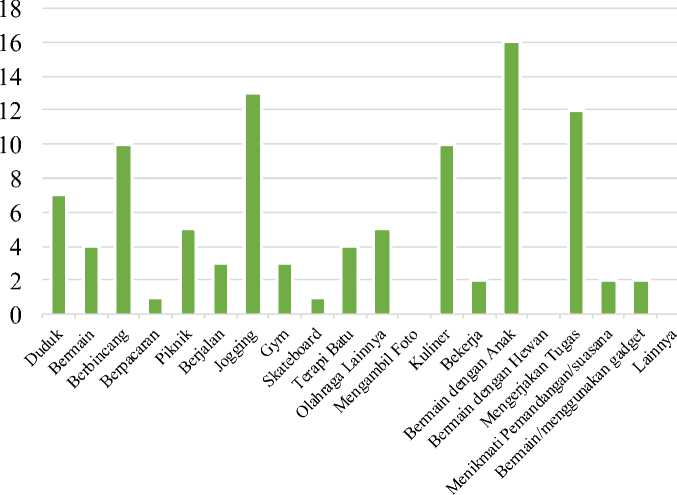 18
16
14
12
10
8
6
4
2
0
Duduk
Bermain
Berbincang
Berpacaran
Piknik
Berjalan
Jogging
Gym
Skateboard
Terapi Batu
Olahraga Lainnya
Mengambil Foto
Kuliner
Bekerja
Bermain dengan Anak
Bermain dengan Hewan
Mengerjakan Tugas
Menikmati Pemandangan/suasana
Bermain/menggunakan gadget
Lainnya